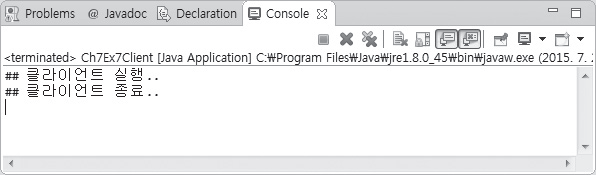 Problems @ Javadoc Declaration Console
<terminated> Ch7Ex7Client [Java Application] C:₩Program Files₩Java₩jre1.8.0_45₩bin₩javaw.exe (2015. 7. 2
## 클라이언트 실행..
## 클라이언트 종료..